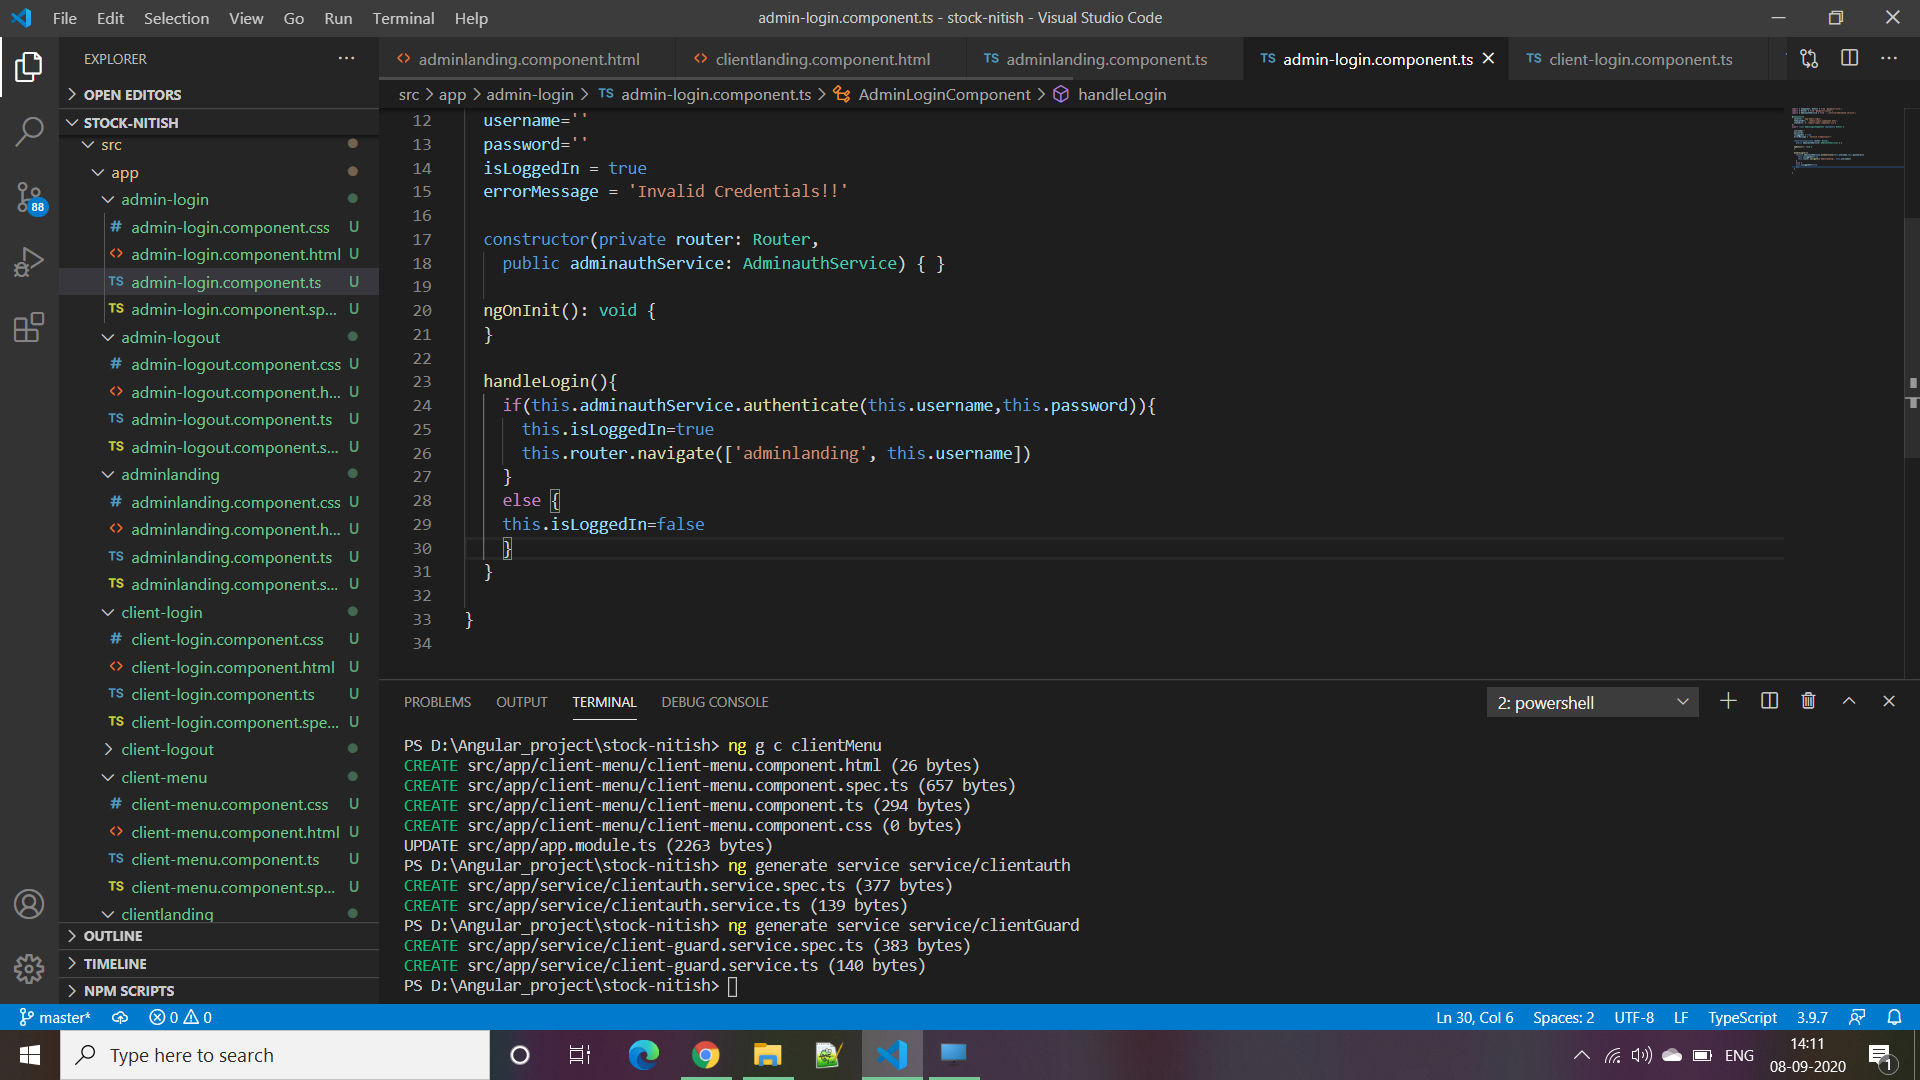 File Edit Selection View Go Run Terminal Help
admin-login.component.ts - stock-nitish - Visual Studio Code
EXPLORER
OPEN EDITORS
STOCK-NITISH
src
app
admin-login
# admin-login.component.css U
<> admin-login.component.html U
TS admin-login.component.ts U
TS admin-login.component.sp... U
admin-logout
# admin-logout.component.css U
<> admin-logout.component.h... U
TS admin-logout.component.ts U
TS admin-logout.component.s... U
adminlanding
# adminlanding.component.css U
<> adminlanding.component.h... U
TS adminlanding.component.ts U
TS adminlanding.component.s... U
client-login
# client-login.component.css U
<> client-login.component.html U
TS client-login.component.ts U
TS client-login.component.spe... U
client-logout
client-menu
# client-menu.component.css U
<> client-menu.component.html U
TS client-menu.component.ts U
TS client-menu.component.sp... U
clientlanding
OUTLINE
TIMELINE
NPM SCRIPTS
88
<> adminlanding.component.html
<> clientlanding.component.html
TS adminlanding.component.ts
TS admin-login.component.ts
TS client-login.component.ts
src > app > admin-login > TS admin-login.component.ts > AdminLoginComponent > handleLogin
12 username=''
13 password=''
14 isLoggedIn = true
15 errorMessage = 'Invalid Credentials!!'
16
17 constructor(private router: Router,
18 public adminauthService: AdminauthService) { }
19
20 ngOnInit(): void {
21 }
22
23 handleLogin(){
24 if(this.adminauthService.authenticate(this.username,this.password)){
25 this.isLoggedIn=true
26 this.router.navigate(['adminlanding', this.username])
27 }
28 else {
29 this.isLoggedIn=false
30 }
31 }
32
33 }
34
PROBLEMS OUTPUT TERMINAL DEBUG CONSOLE
2: powershell
PS D:\Angular_project\stock-nitish> ng g c clientMenu
CREATE src/app/client-menu/client-menu.component.html (26 bytes)
CREATE src/app/client-menu/client-menu.component.spec.ts (657 bytes)
CREATE src/app/client-menu/client-menu.component.ts (294 bytes)
CREATE src/app/client-menu/client-menu.component.css (0 bytes)
UPDATE src/app/app.module.ts (2263 bytes)
PS D:\Angular_project\stock-nitish> ng generate service service/clientauth
CREATE src/app/service/clientauth.service.spec.ts (377 bytes)
CREATE src/app/service/clientauth.service.ts (139 bytes)
PS D:\Angular_project\stock-nitish> ng generate service service/clientGuard
CREATE src/app/service/client-guard.service.spec.ts (383 bytes)
CREATE src/app/service/client-guard.service.ts (140 bytes)
PS D:\Angular_project\stock-nitish>
master* 0 0
Ln 30, Col 6 Spaces: 2 UTF-8 LF TypeScript 3.9.7
Type here to search
ENG
14:11
08-09-2020
1